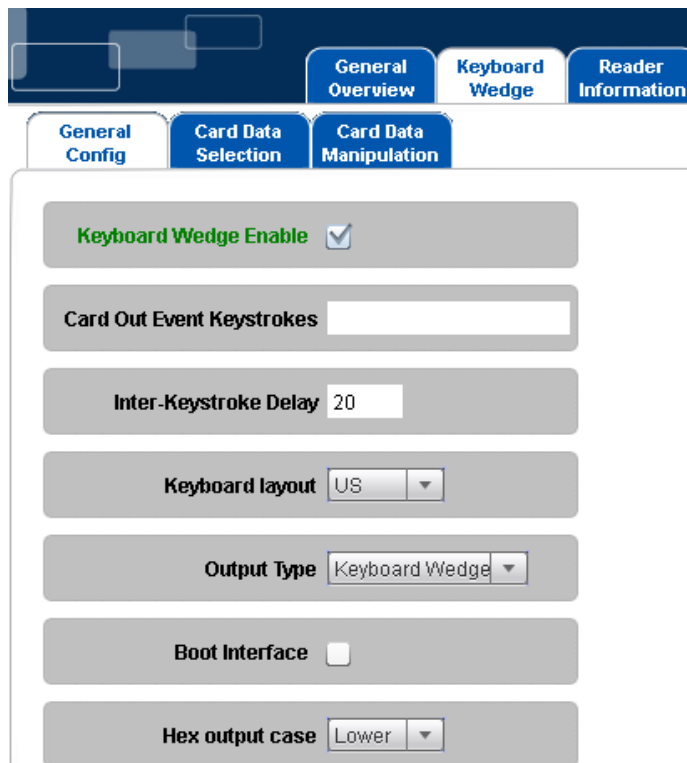 General Overview
Keyboard Wedge
Reader Information
General Config
Card Data Selection
Card Data Manipulation
Keyboard Wedge Enable
Card Out Event Keystrokes
Inter-Keystroke Delay 20
Keyboard layout US
Output Type Keyboard Wedge
Boot Interface
Hex output case Lower